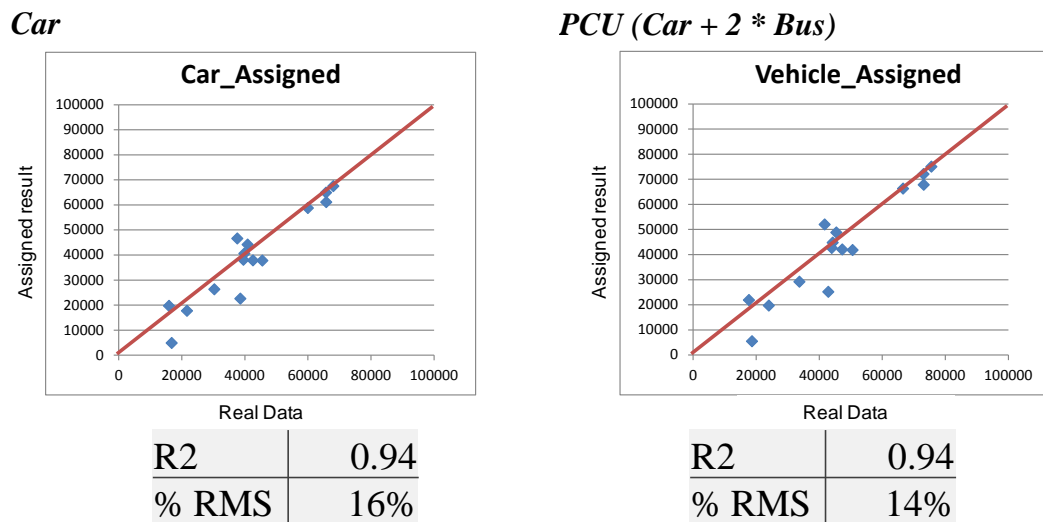 Car
Car_Assigned
100000
90000
80000
70000
60000
50000
40000
30000
20000
10000
0
Assigned result
0 20000 40000 60000 80000 100000
Real Data
R2 0.94
% RMS 16%
PCU (Car + 2 * Bus)
Vehicle_Assigned
100000
90000
80000
70000
60000
50000
40000
30000
20000
10000
0
Assigned result
0 20000 40000 60000 80000 100000
Real Data
R2 0.94
% RMS 14%